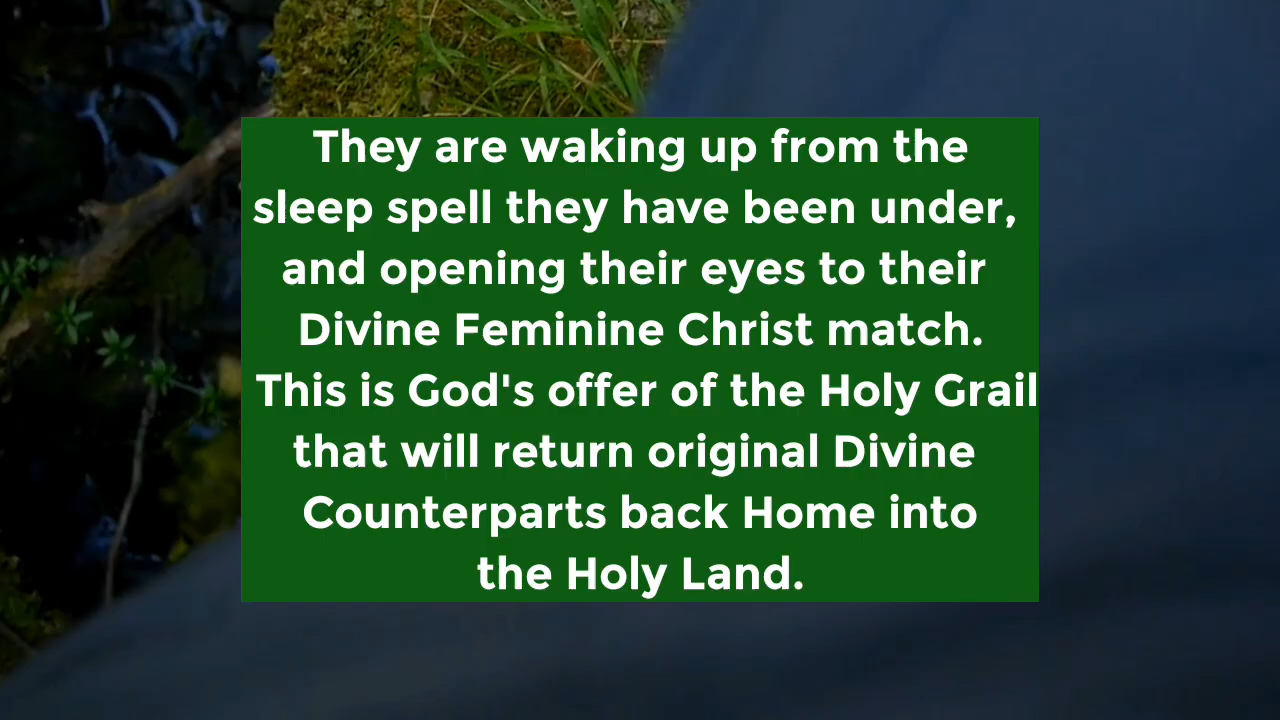 They are waking up from the
sleep spell they have been under,
and opening their eyes to their
Divine Feminine Christ match.
This is God's offer of the Holy Grail
that will return original Divine
Counterparts back Home into
the Holy Land.